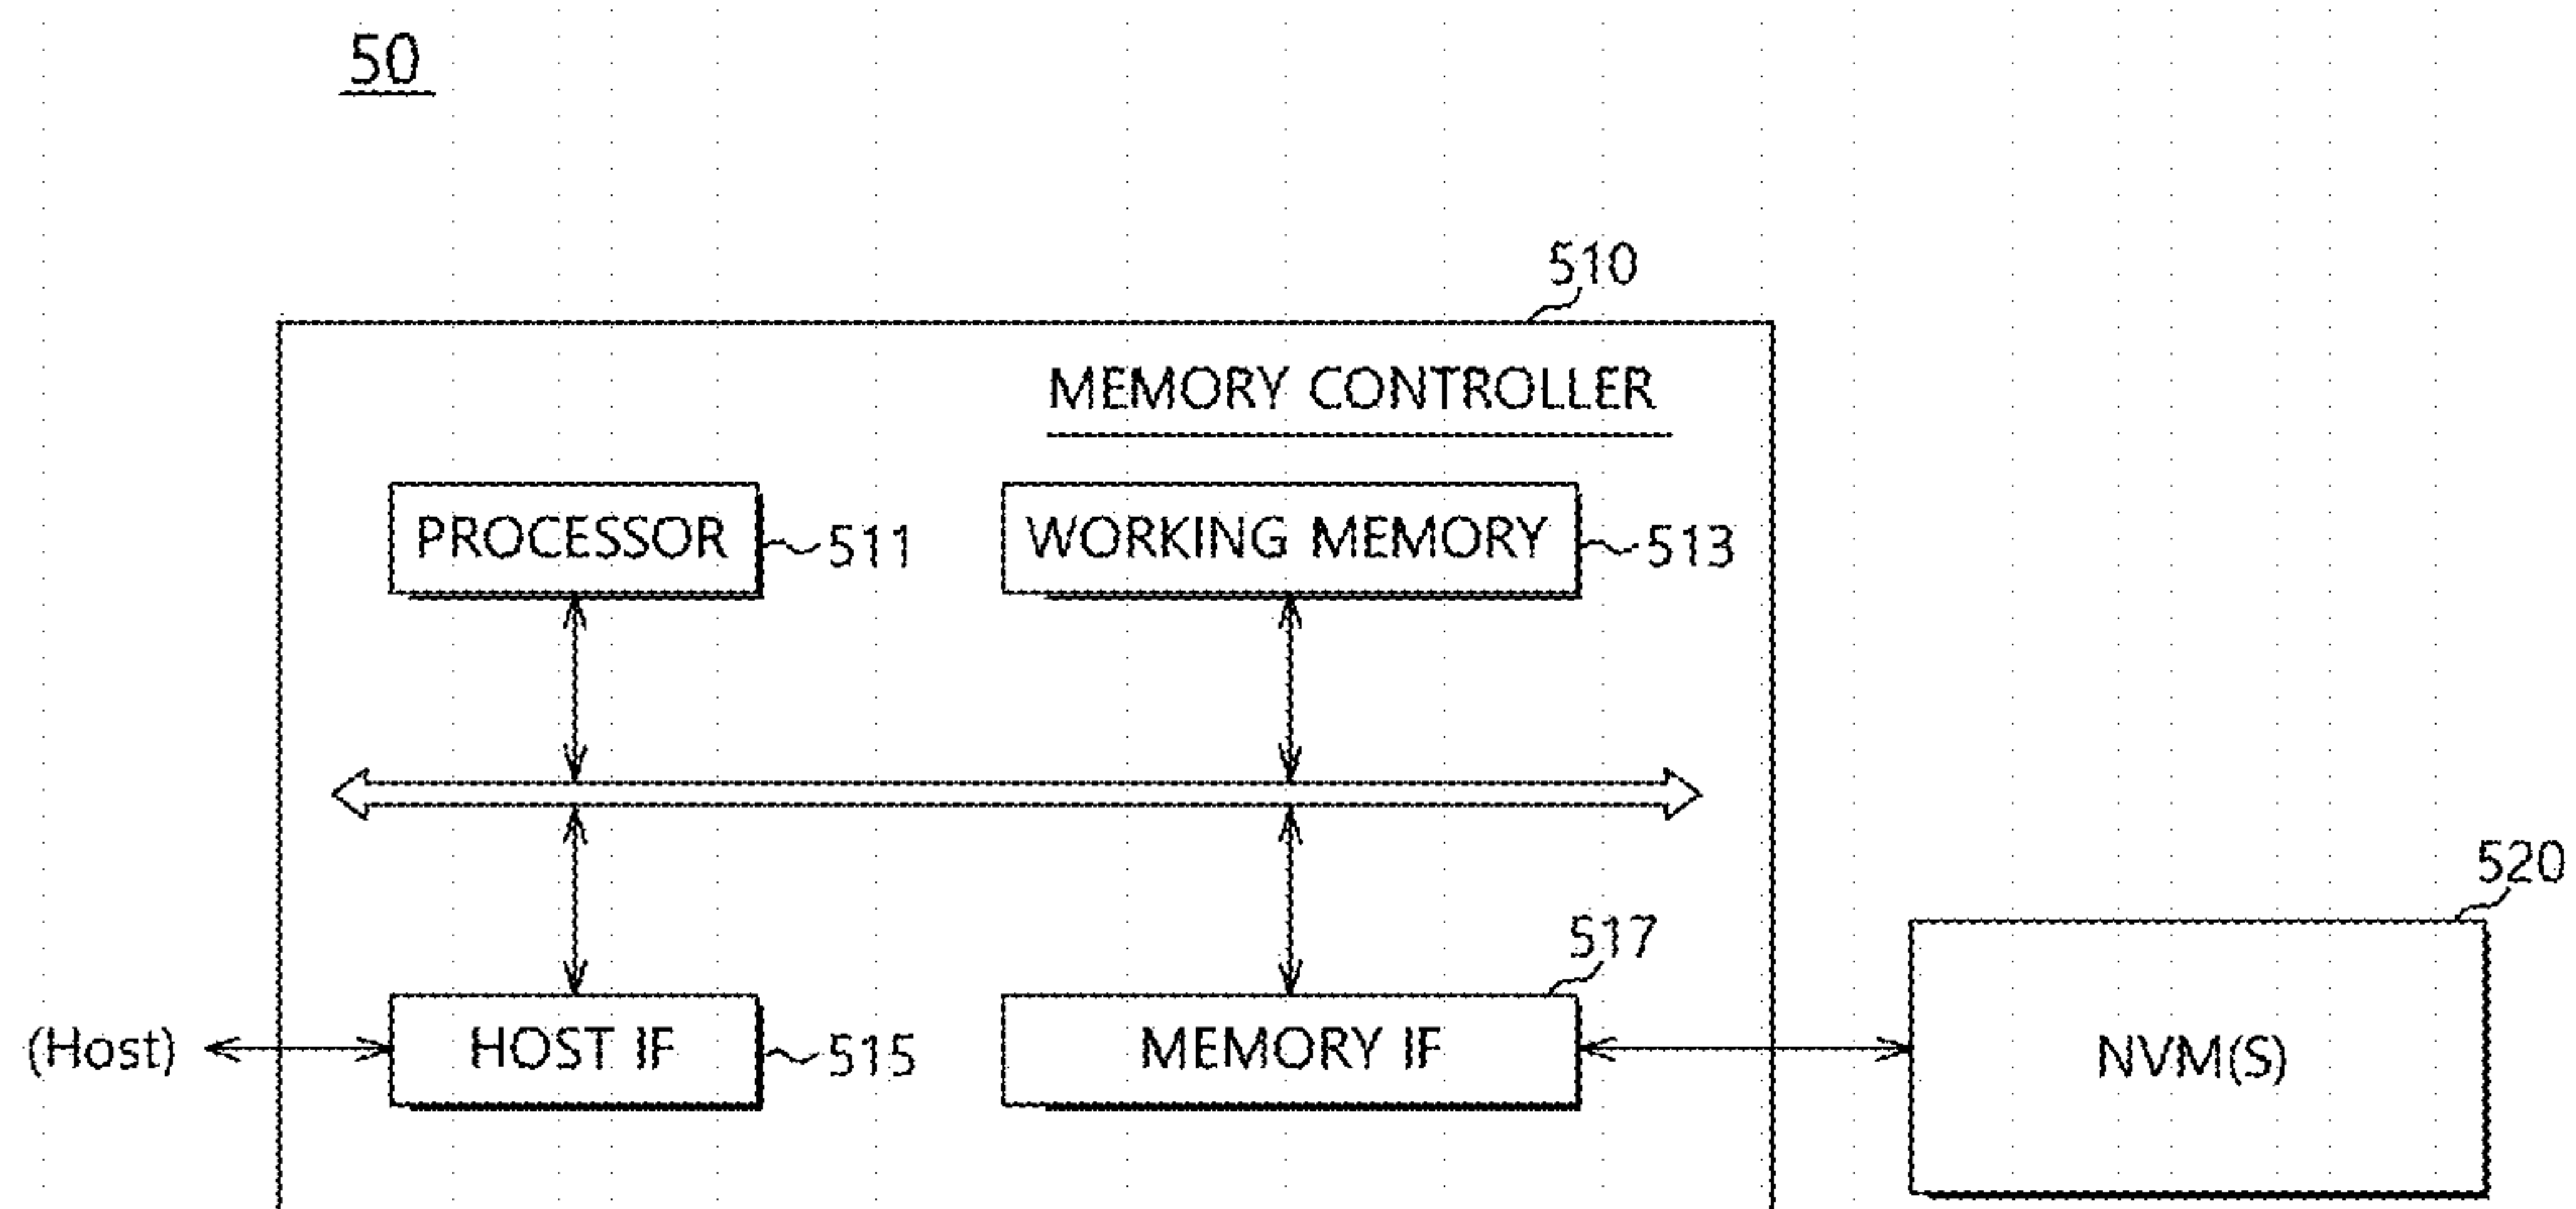 50
510
MEMORY CONTROLLER
PROCESSOR 511
WORKING MEMORY 513
520
517
(Host)
HOST IF 515
MEMORY IF
NVM(S)